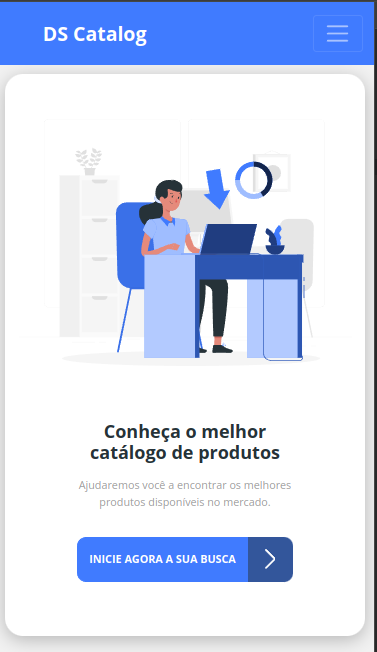 DS Catalog
Conheça o melhor
catálogo de produtos
Ajudaremos você a encontrar os melhores
produtos disponíveis no mercado.
INICIE AGORA A SUA BUSCA